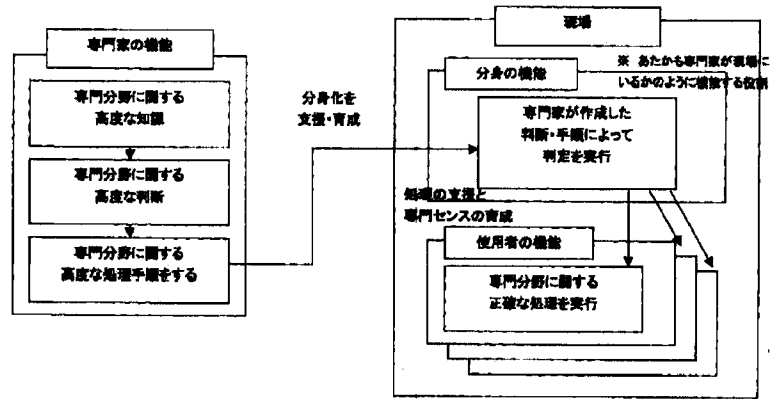 専門家の機能
専門分野に関する
高度な知識
専門分野に関する
高度な判断
専門分野に関する
高度な処理手順をする
分身化を
支援・育成
現場
※ あたかも専門家が現場に
いるかのように機能する役割
分身の機能
専門家が作成した
判断・手順によって
判定を実行
処理の支援と
専門センスの育成
使用者の機能
専門分野に関する
正確な処理を実行